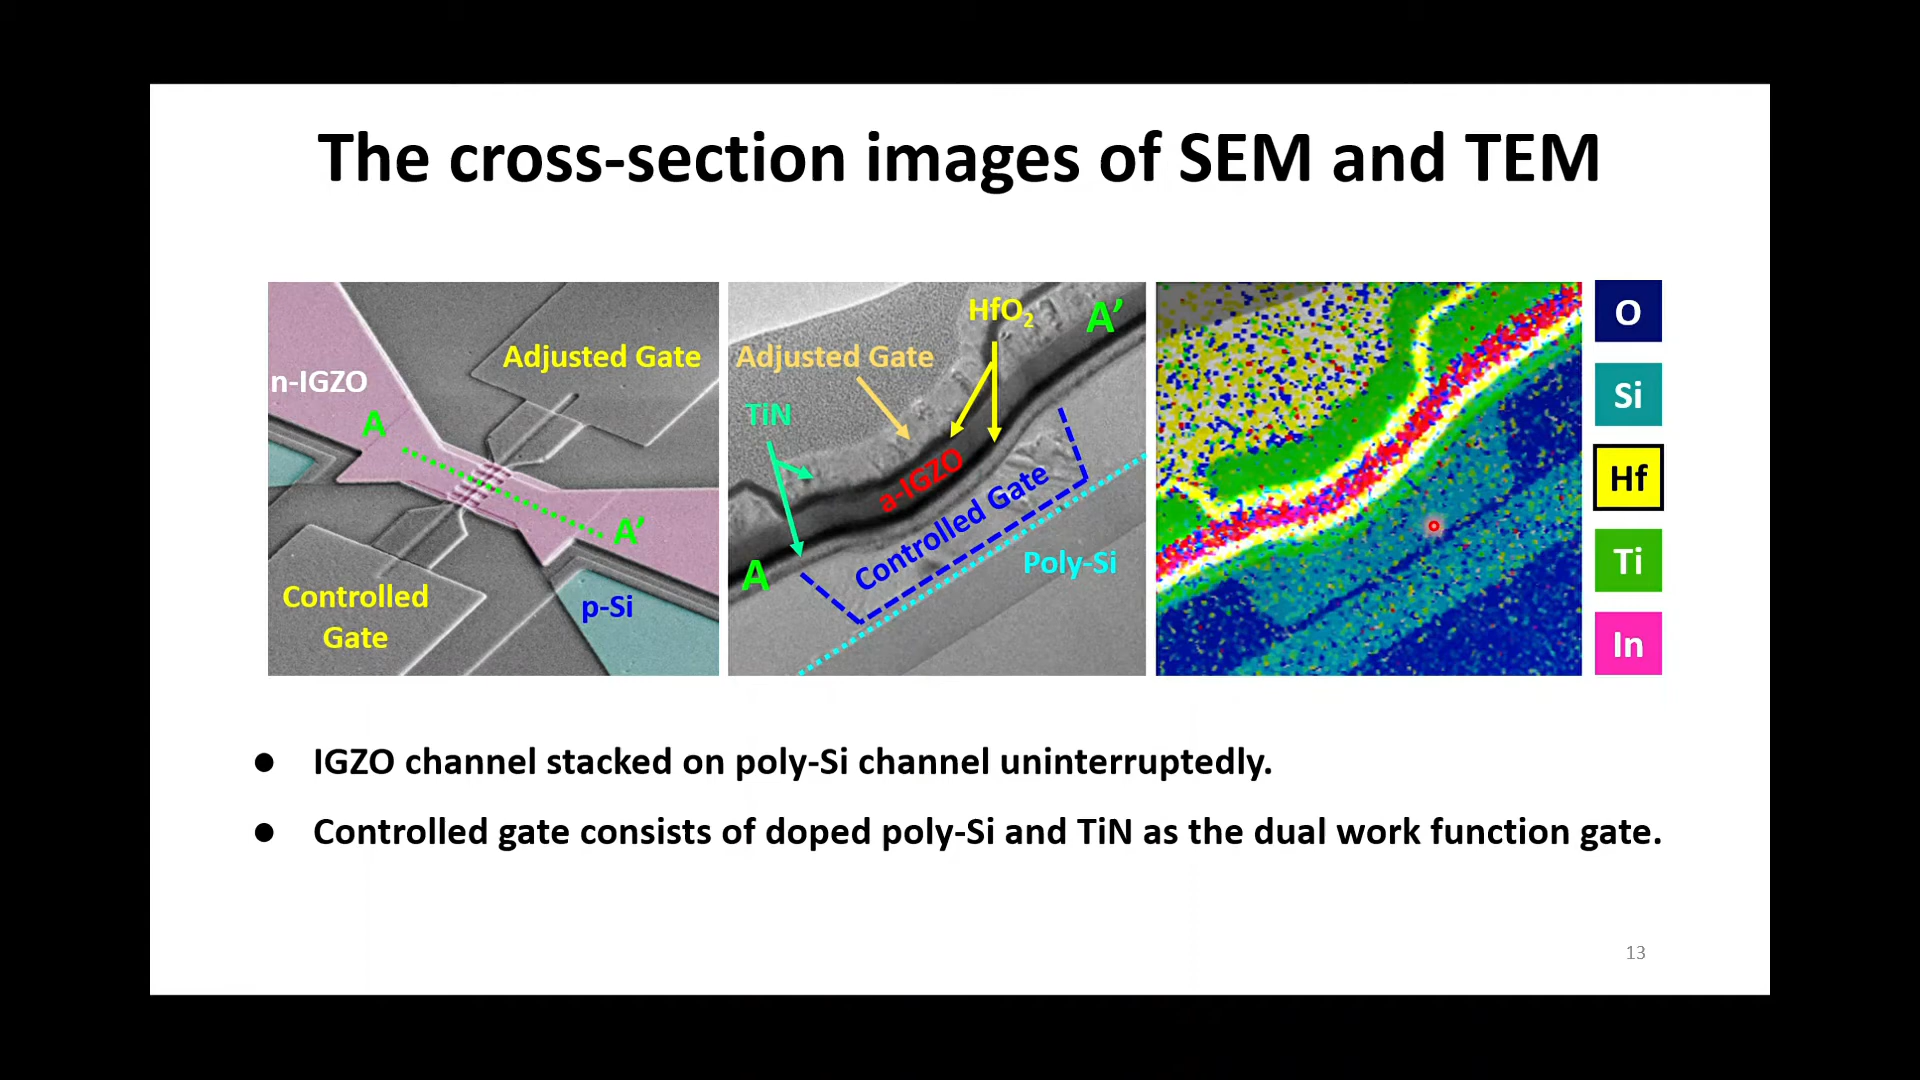 The cross-section images of SEM and TEM
n-IGZO
A
Adjusted Gate
A'
Controlled
Gate
p-Si
HfO₂
A'
Adjusted Gate
TiN
a-IGZO
Controlled Gate
A
Poly-Si
O
Si
Hf
Ti
In
● IGZO channel stacked on poly-Si channel uninterruptedly.
● Controlled gate consists of doped poly-Si and TiN as the dual work function gate.
13